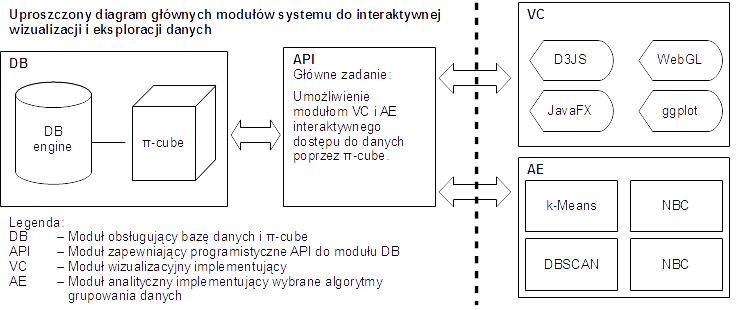 Uproszczony diagram głównych modułów systemu do interaktywnej
wizualizacji i eksploracji danych
DB
DB
engine
π-cube
API
Główne zadanie:
Umożliwienie
modułom VC i AE
interaktywnego
dostępu do danych
poprzez π-cube.
VC
D3JS
WebGL
JavaFX
ggplot
AE
k-Means
NBC
DBSCAN
NBC
Legenda:
DB – Moduł obsługujący bazę danych i π-cube
API – Moduł zapewniający programistyczne API do modułu DB
VC – Moduł wizualizacyjny implementujący
AE – Moduł analityczny implementujący wybrane algorytmy
grupowania danych